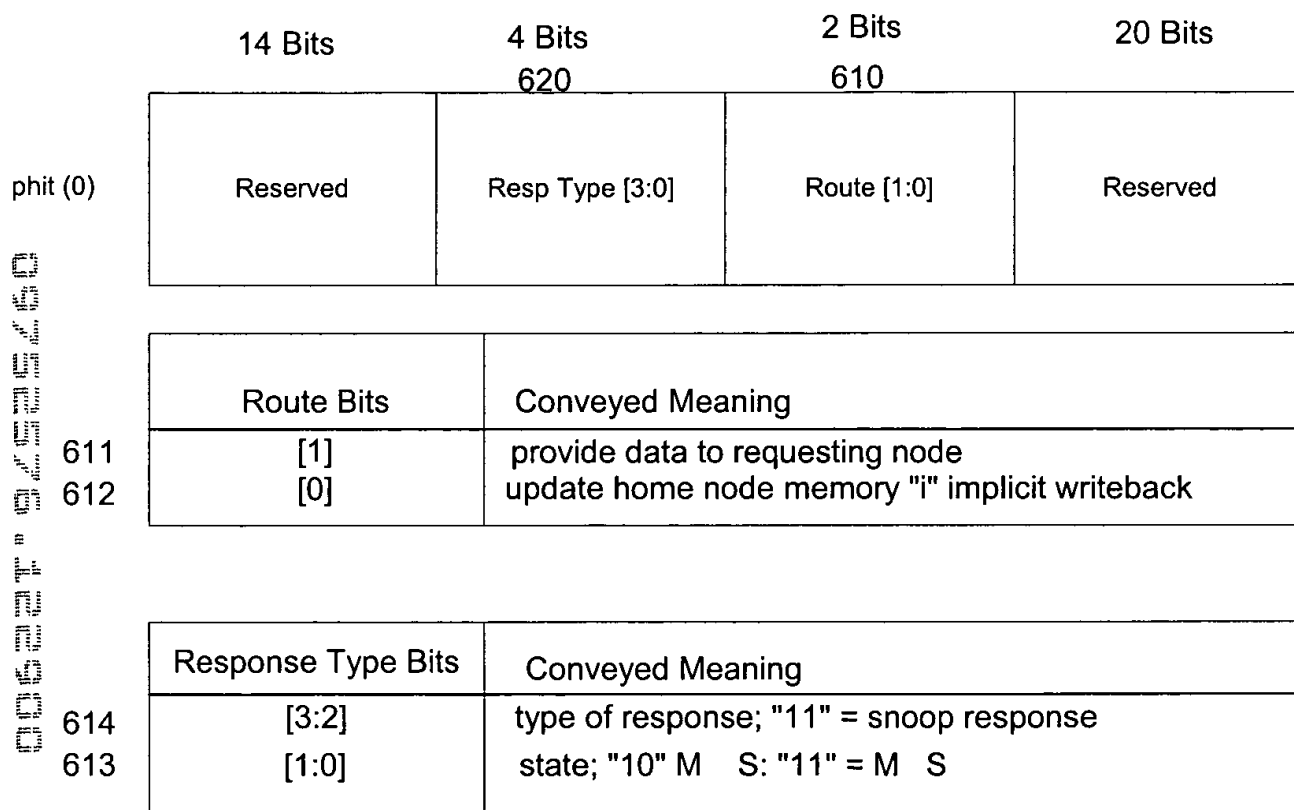 14 Bits 4 Bits 2 Bits 20 Bits
620 610
phit (0) Reserved Resp Type [3:0] Route [1:0] Reserved
Route Bits Conveyed Meaning
611 [1] provide data to requesting node
612 [0] update home node memory "i" implicit writeback
Response Type Bits Conveyed Meaning
614 [3:2] type of response; "11" = snoop response
613 [1:0] state; "10" M S: "11" = M S